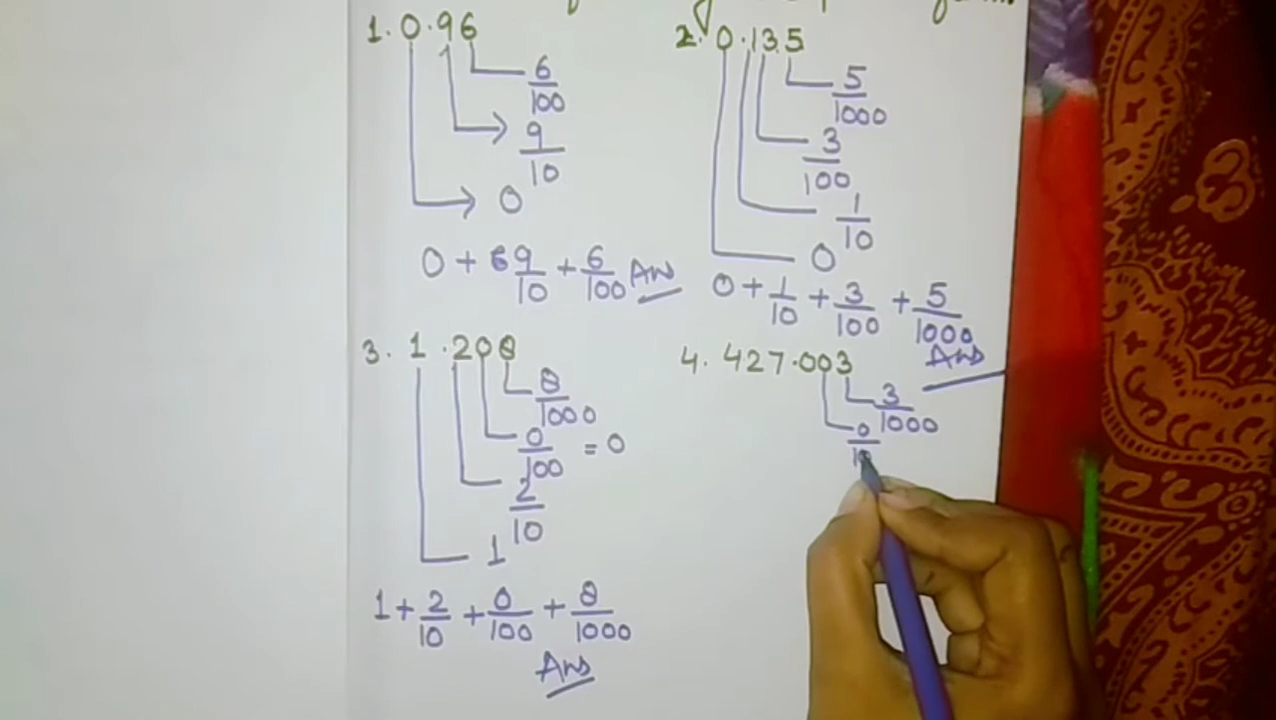 1. 0.96
6/100
9/10
0
0 + 9/10 + 6/100 Ans
2. 0.135
5/1000
3/100
1/10
0
0 + 1/10 + 3/100 + 5/1000
Ans
3. 1.208
8/1000
0/100 = 0
2/10
1
1 + 2/10 + 0/100 + 8/1000
Ans
4. 427.003
3/1000
0/10